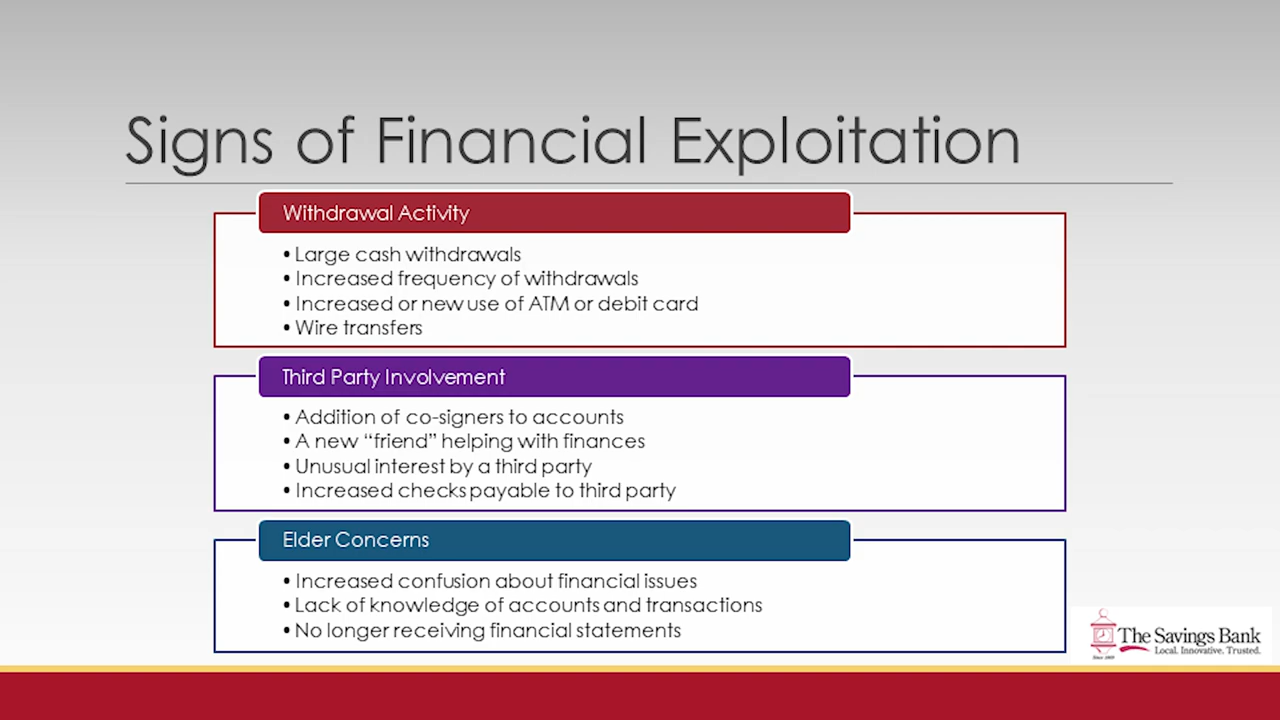 Signs of Financial Exploitation
Withdrawal Activity
• Large cash withdrawals
• Increased frequency of withdrawals
• Increased or new use of ATM or debit card
• Wire transfers
Third Party Involvement
• Addition of co-signers to accounts
• A new “friend” helping with finances
• Unusual interest by a third party
• Increased checks payable to third party
Elder Concerns
• Increased confusion about financial issues
• Lack of knowledge of accounts and transactions
• No longer receiving financial statements
The Savings Bank
Local. Innovative. Trusted.